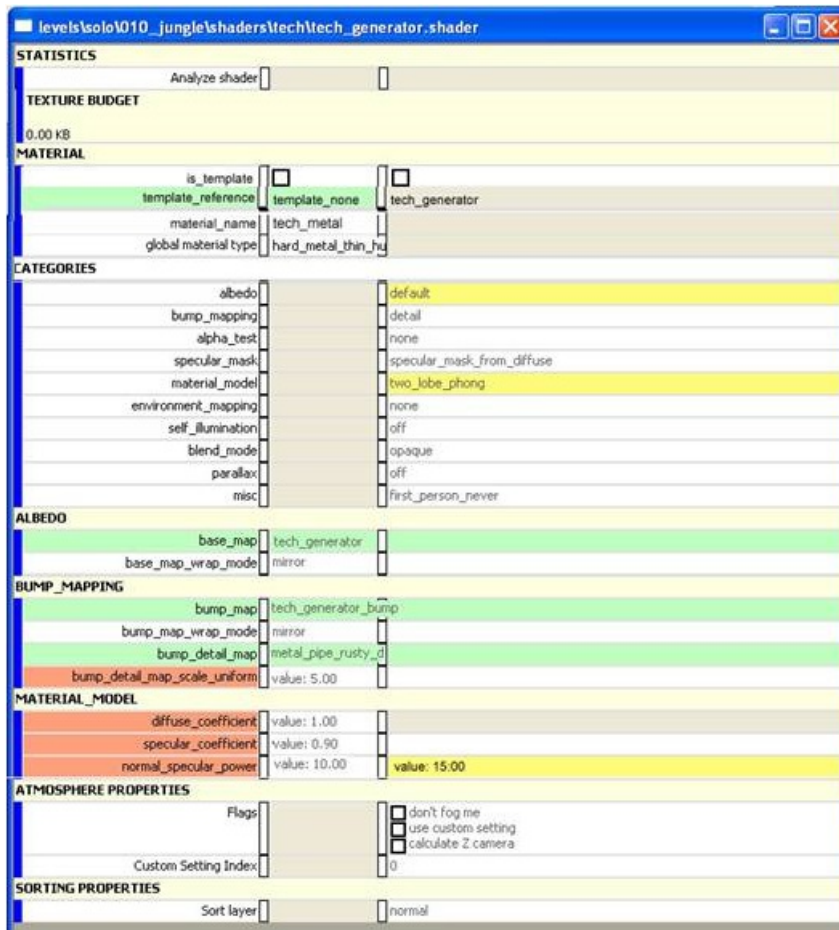 levels\solo\010_jungle\shaders\tech\tech_generator.shader
STATISTICS
Analyze shader
TEXTURE BUDGET
0.00 KB
MATERIAL
is_template
template_reference template_none tech_generator
material_name tech_metal
global material type hard_metal_thin_hu
CATEGORIES
albedo default
bump_mapping detail
alpha_test none
specular_mask specular_mask_from_diffuse
material_model two_lobe_phong
environment_mapping none
self_illumination off
blend_mode opaque
parallax off
misc first_person_never
ALBEDO
base_map tech_generator
base_map_wrap_mode mirror
BUMP_MAPPING
bump_map tech_generator_bump
bump_map_wrap_mode mirror
bump_detail_map metal_pipe_rusty_d
bump_detail_map_scale_uniform value: 5.00
MATERIAL_MODEL
diffuse_coefficient value: 1.00
specular_coefficient value: 0.90
normal_specular_power value: 10.00 value: 15:00
ATMOSPHERE PROPERTIES
Flags don't fog me
use custom setting
calculate Z camera
Custom Setting Index 0
SORTING PROPERTIES
Sort layer normal